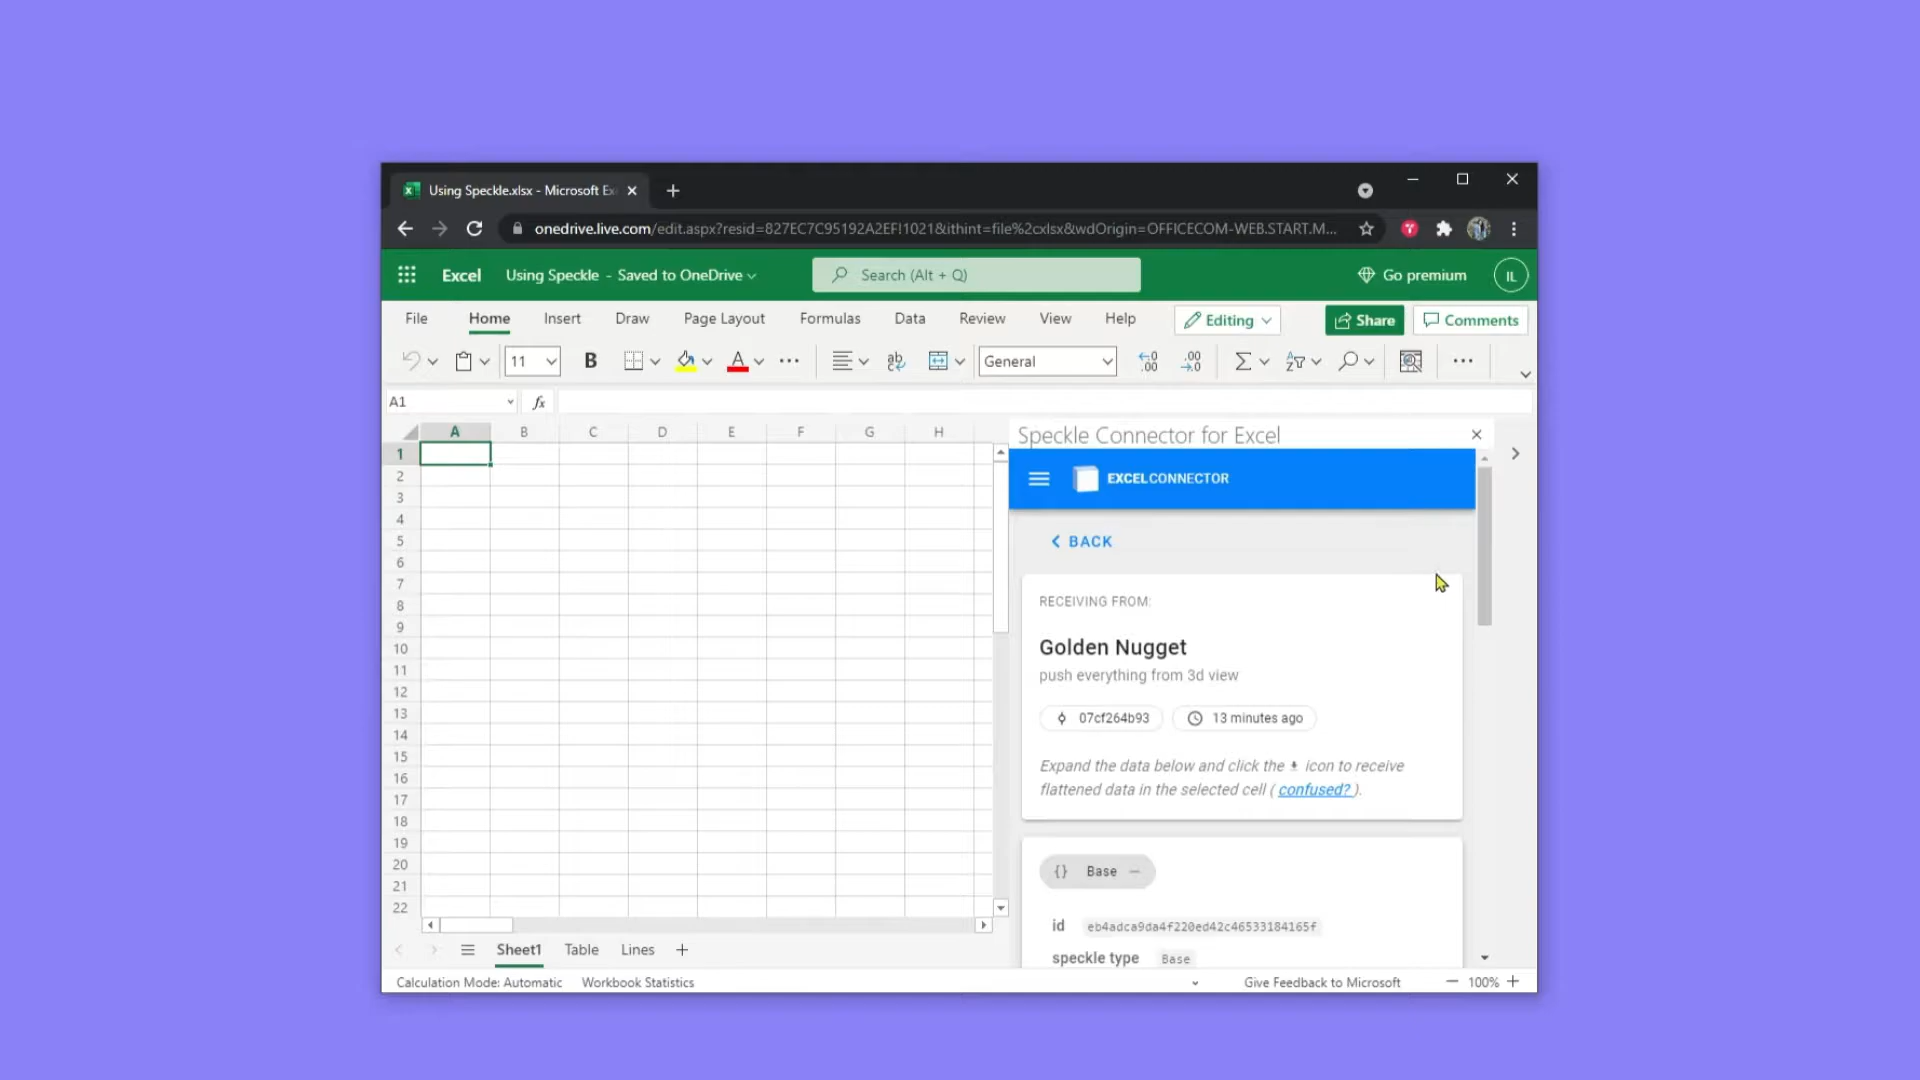 Using Speckle.xlsx - Microsoft Ex
onedrive.live.com/edit.aspx?resid=827EC7C95192A2EF!1021&ithint=file%2cxlsx&wdOrigin=OFFICECOM-WEB.START.M...
Excel Using Speckle - Saved to OneDrive Search (Alt + Q) Go premium IL
File Home Insert Draw Page Layout Formulas Data Review View Help Editing Share Comments
11 B A General
A1 fx
A B C D E F G H
1
2
3
4
5
6
7
8
9
10
11
12
13
14
15
16
17
18
19
20
21
22
Speckle Connector for Excel
EXCELCONNECTOR
BACK
RECEIVING FROM:
Golden Nugget
push everything from 3d view
07cf264b93 13 minutes ago
Expand the data below and click the icon to receive
flattened data in the selected cell ( confused? ).
{} Base
id eb4adca9da4f220ed42c46533184165f
speckle type Base
Sheet1 Table Lines
Calculation Mode: Automatic Workbook Statistics Give Feedback to Microsoft 100%